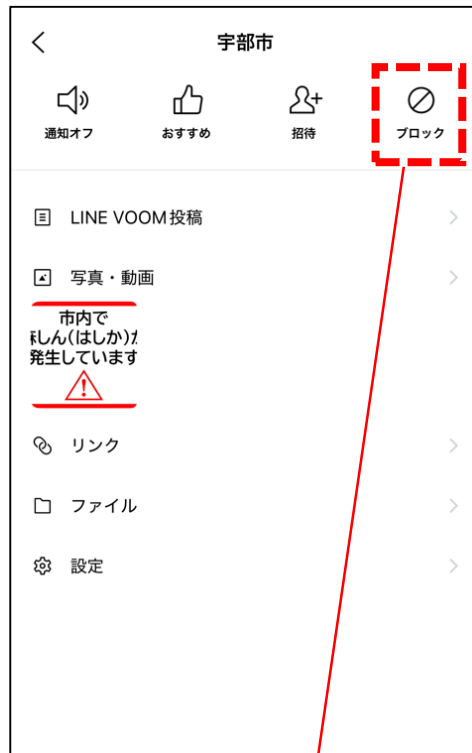 宇部市
通知オフ
おすすめ
招待
ブロック
LINE VOOM投稿
写真・動画
市内で
しん(はしか)が
発生しています
リンク
ファイル
設定